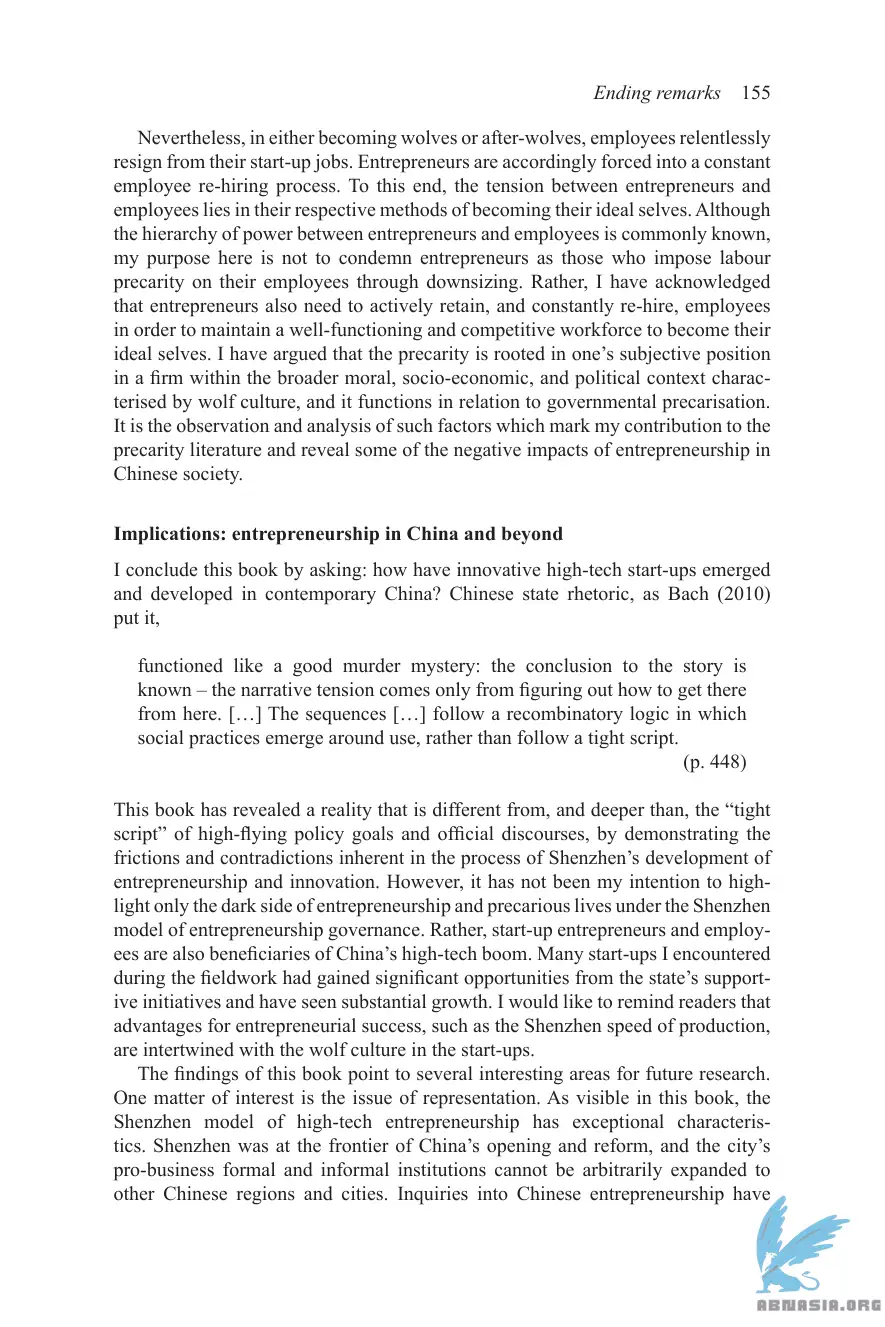 Ending remarks 155
Nevertheless, in either becoming wolves or after-wolves, employees relentlessly
resign from their start-up jobs. Entrepreneurs are accordingly forced into a constant
employee re-hiring process. To this end, the tension between entrepreneurs and
employees lies in their respective methods of becoming their ideal selves. Although
the hierarchy of power between entrepreneurs and employees is commonly known,
my purpose here is not to condemn entrepreneurs as those who impose labour
precarity on their employees through downsizing. Rather, I have acknowledged
that entrepreneurs also need to actively retain, and constantly re-hire, employees
in order to maintain a well-functioning and competitive workforce to become their
ideal selves. I have argued that the precarity is rooted in one’s subjective position
in a firm within the broader moral, socio-economic, and political context charac-
terised by wolf culture, and it functions in relation to governmental precarisation.
It is the observation and analysis of such factors which mark my contribution to the
precarity literature and reveal some of the negative impacts of entrepreneurship in
Chinese society.
Implications: entrepreneurship in China and beyond
I conclude this book by asking: how have innovative high-tech start-ups emerged
and developed in contemporary China? Chinese state rhetoric, as Bach (2010)
put it,
functioned like a good murder mystery: the conclusion to the story is
known – the narrative tension comes only from figuring out how to get there
from here. […] The sequences […] follow a recombinatory logic in which
social practices emerge around use, rather than follow a tight script.
(p. 448)
This book has revealed a reality that is different from, and deeper than, the “tight
script” of high-flying policy goals and official discourses, by demonstrating the
frictions and contradictions inherent in the process of Shenzhen’s development of
entrepreneurship and innovation. However, it has not been my intention to high-
light only the dark side of entrepreneurship and precarious lives under the Shenzhen
model of entrepreneurship governance. Rather, start-up entrepreneurs and employ-
ees are also beneficiaries of China’s high-tech boom. Many start-ups I encountered
during the fieldwork had gained significant opportunities from the state’s support-
ive initiatives and have seen substantial growth. I would like to remind readers that
advantages for entrepreneurial success, such as the Shenzhen speed of production,
are intertwined with the wolf culture in the start-ups.
The findings of this book point to several interesting areas for future research.
One matter of interest is the issue of representation. As visible in this book, the
Shenzhen model of high-tech entrepreneurship has exceptional characteris-
tics. Shenzhen was at the frontier of China’s opening and reform, and the city’s
pro-business formal and informal institutions cannot be arbitrarily expanded to
other Chinese regions and cities. Inquiries into Chinese entrepreneurship have
ABNASIA.ORG